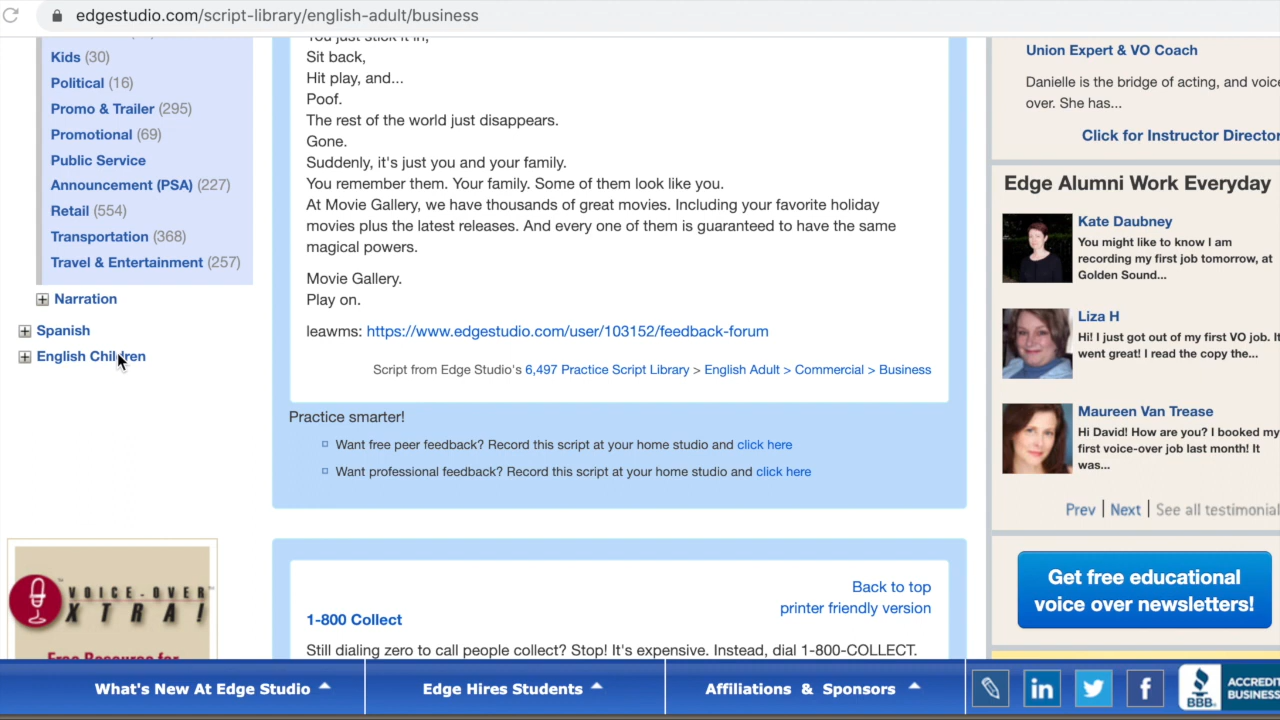 edgestudio.com/script-library/english-adult/business
Kids (30)
Political (16)
Promo & Trailer (295)
Promotional (69)
Public Service
Announcement (PSA) (227)
Retail (554)
Transportation (368)
Travel & Entertainment (257)
Narration
Spanish
English Children
VOICE-OVER
XTRA!
Free Resource for
You just stick it in,
Sit back,
Hit play, and...
Poof.
The rest of the world just disappears.
Gone.
Suddenly, it's just you and your family.
You remember them. Your family. Some of them look like you.
At Movie Gallery, we have thousands of great movies. Including your favorite holiday
movies plus the latest releases. And every one of them is guaranteed to have the same
magical powers.
Movie Gallery.
Play on.
leawms: https://www.edgestudio.com/user/103152/feedback-forum
Script from Edge Studio's 6,497 Practice Script Library > English Adult > Commercial > Business
Practice smarter!
Want free peer feedback? Record this script at your home studio and click here
Want professional feedback? Record this script at your home studio and click here
Back to top
printer friendly version
1-800 Collect
Still dialing zero to call people collect? Stop! It's expensive. Instead, dial 1-800-COLLECT.
Union Expert & VO Coach
Danielle is the bridge of acting, and voice
over. She has...
Click for Instructor Director
Edge Alumni Work Everyday
Kate Daubney
You might like to know I am
recording my first job tomorrow, at
Golden Sound...
Liza H
Hi! I just got out of my first VO job. It
went great! I read the copy the...
Maureen Van Trease
Hi David! How are you? I booked my
first voice-over job last month! It
was...
Prev | Next | See all testimonial
Get free educational
voice over newsletters!
What's New At Edge Studio
Edge Hires Students
Affiliations & Sponsors
in
f
BBB
ACCREDIT
BUSINESS